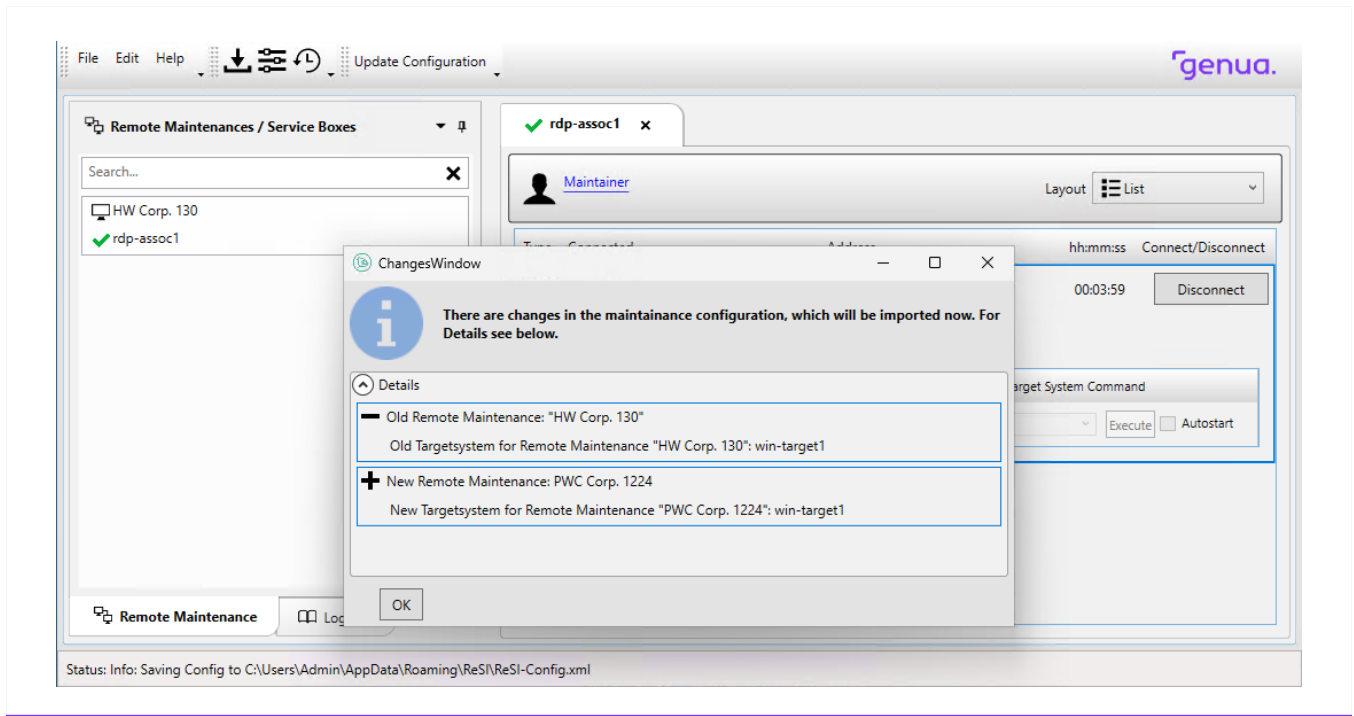 File Edit Help Update Configuration
genua.
Remote Maintenances / Service Boxes
Search...
HW Corp. 130
rdp-assoc1
rdp-assoc1 x
Maintainer
Layout List
Type Connected Address hh:mm:ss Connect/Disconnect
00:03:59 Disconnect
arget System Command
Execute Autostart
ChangesWindow
There are changes in the maintainance configuration, which will be imported now. For
Details see below.
Details
Old Remote Maintenance: "HW Corp. 130"
Old Targetsystem for Remote Maintenance "HW Corp. 130": win-target1
New Remote Maintenance: PWC Corp. 1224
New Targetsystem for Remote Maintenance "PWC Corp. 1224": win-target1
OK
Remote Maintenance Log
Status: Info: Saving Config to C:\Users\Admin\AppData\Roaming\ReSI\ReSI-Config.xml